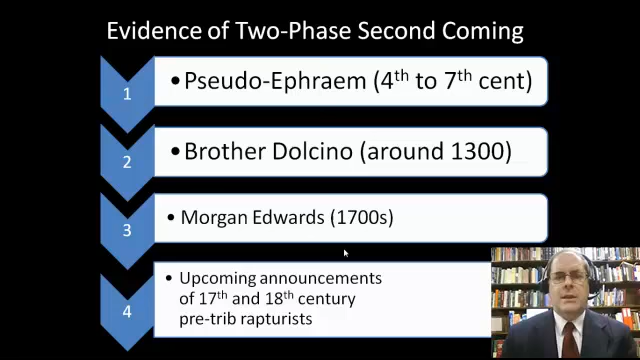 Evidence of Two-Phase Second Coming
1
•Pseudo-Ephraem (4th to 7th cent)
2
•Brother Dolcino (around 1300)
3
• Morgan Edwards (1700s)
4
• Upcoming announcements
of 17th and 18th century
pre-trib rapturists